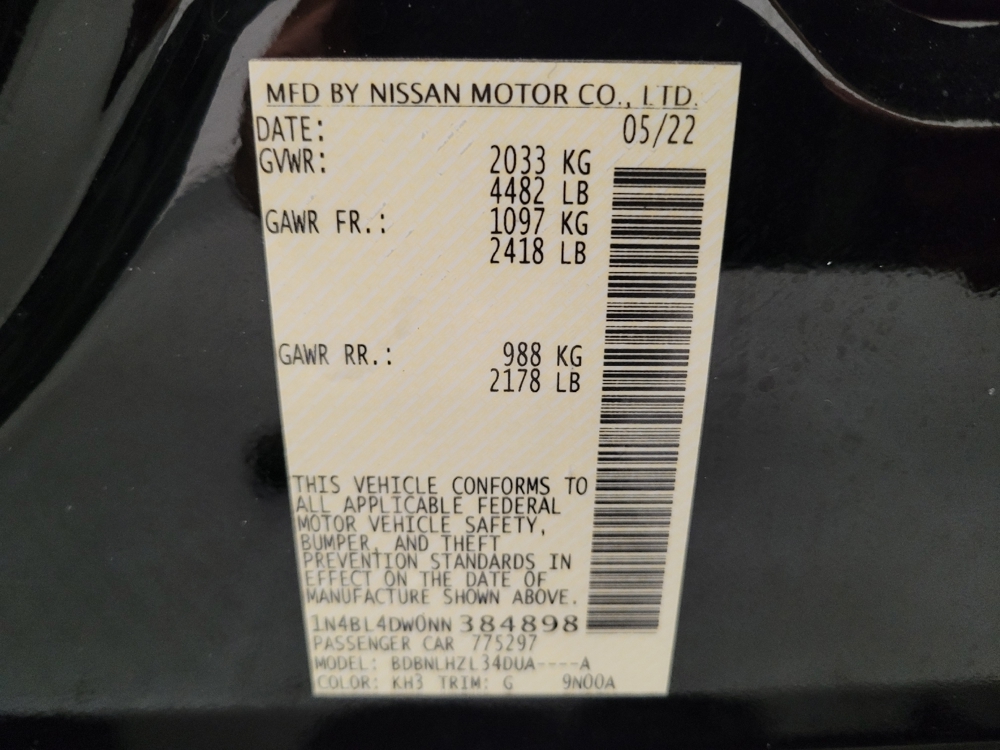 MFD BY NISSAN MOTOR CO., LTD.
DATE: 05/22
GVWR: 2033 KG
4482 LB
GAWR FR.: 1097 KG
2418 LB
GAWR RR.: 988 KG
2178 LB
THIS VEHICLE CONFORMS TO
ALL APPLICABLE FEDERAL
MOTOR VEHICLE SAFETY,
BUMPER, AND THEFT
PREVENTION STANDARDS IN
EFFECT ON THE DATE OF
MANUFACTURE SHOWN ABOVE.
1N4BL4DW0NN384898
PASSENGER CAR 775297
MODEL: BDBNLHZL34DUA----A
COLOR: KH3 TRIM: G 9N00A